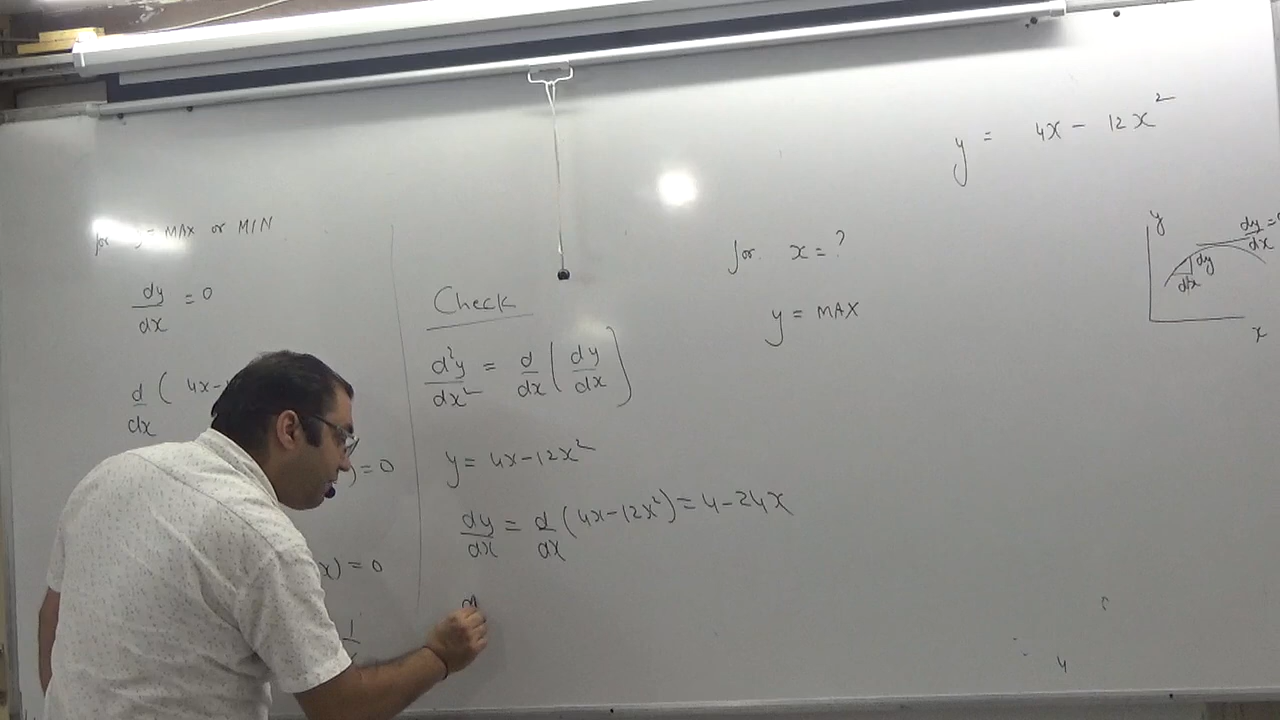 y = 4x - 12x²
for y = MAX or MIN
dy/dx = 0
d/dx ( 4x-
) = 0
x) = 0
Check
d²y/dx² = d/dx (dy/dx)
y = 4x-12x²
dy/dx = d/dx (4x-12x²) = 4-24x
for x = ?
y = MAX
y
dy/dx =
dy
dx
x